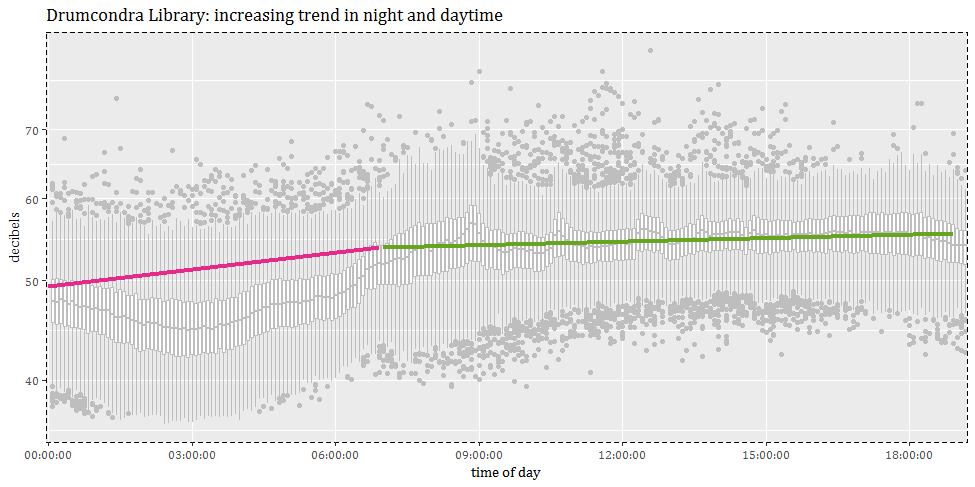 Drumcondra Library: increasing trend in night and daytime
70
60
50
40
decibels
00:00:00 03:00:00 06:00:00 09:00:00 12:00:00 15:00:00 18:00:00
time of day